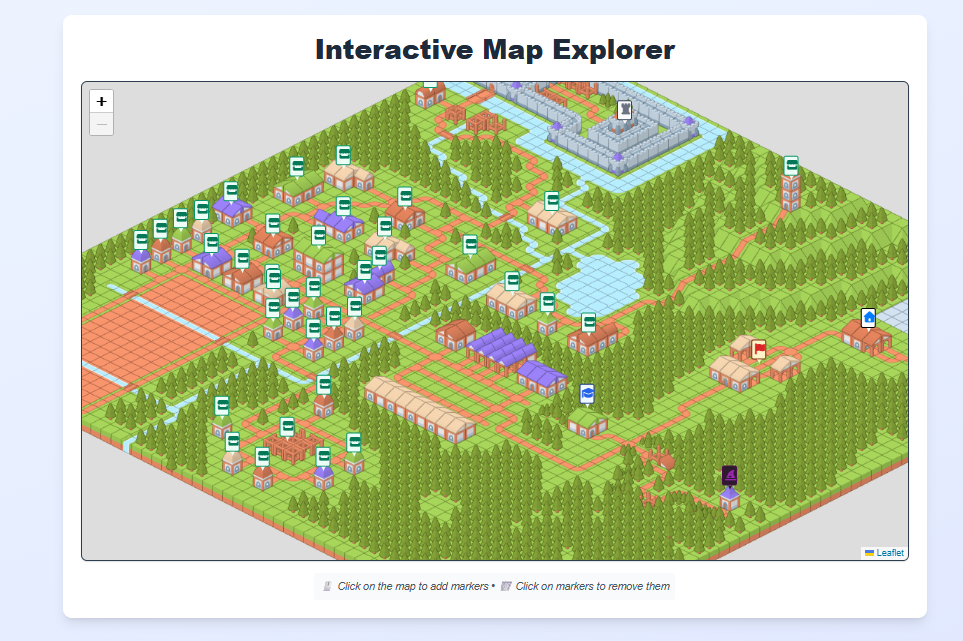 Interactive Map Explorer
+
−
Leaflet
Click on the map to add markers • Click on markers to remove them